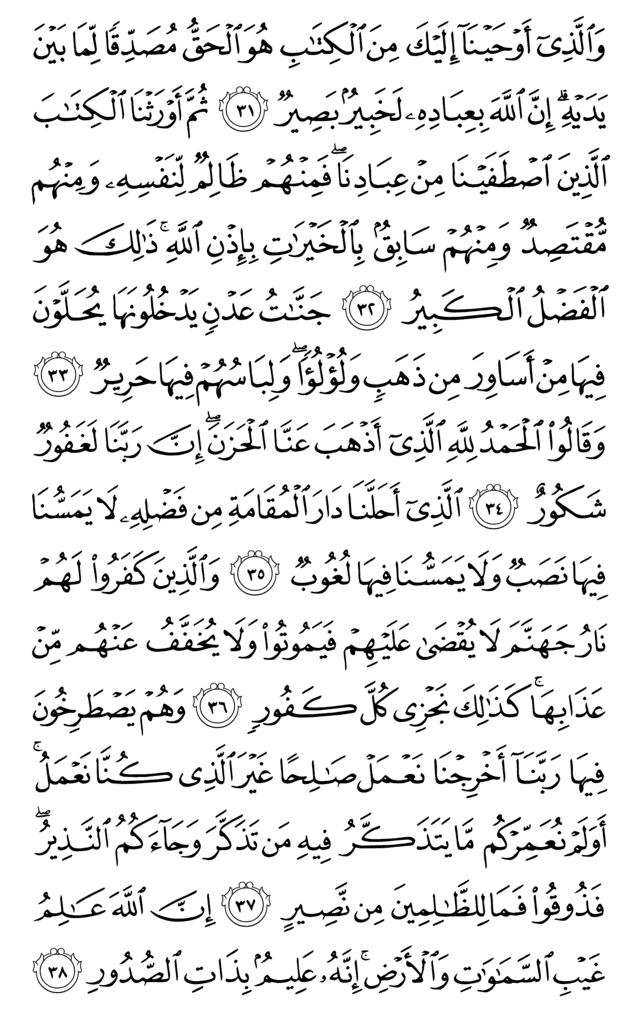 وَٱلَّذِىٓ أَوْحَيْنَآ إِلَيْكَ مِنَ ٱلْكِتَٰبِ هُوَ ٱلْحَقُّ مُصَدِّقًا لِّمَا بَيْنَ
يَدَيْهِ ۗ إِنَّ ٱللَّهَ بِعِبَادِهِۦ لَخَبِيرٌۢ بَصِيرٌ ٣١ ثُمَّ أَوْرَثْنَا ٱلْكِتَٰبَ
ٱلَّذِينَ ٱصْطَفَيْنَا مِنْ عِبَادِنَا ۖ فَمِنْهُمْ ظَالِمٌ لِّنَفْسِهِۦ وَمِنْهُم
مُّقْتَصِدٌ وَمِنْهُمْ سَابِقٌۢ بِٱلْخَيْرَٰتِ بِإِذْنِ ٱللَّهِ ۚ ذَٰلِكَ هُوَ
ٱلْفَضْلُ ٱلْكَبِيرُ ٣٢ جَنَّٰتُ عَدْنٍ يَدْخُلُونَهَا يُحَلَّوْنَ
فِيهَا مِنْ أَسَاوِرَ مِن ذَهَبٍ وَلُؤْلُؤًا ۖ وَلِبَاسُهُمْ فِيهَا حَرِيرٌ ٣٣
وَقَالُوا۟ ٱلْحَمْدُ لِلَّهِ ٱلَّذِىٓ أَذْهَبَ عَنَّا ٱلْحَزَنَ ۖ إِنَّ رَبَّنَا لَغَفُورٌ
شَكُورٌ ٣٤ ٱلَّذِىٓ أَحَلَّنَا دَارَ ٱلْمُقَامَةِ مِن فَضْلِهِۦ لَا يَمَسُّنَا
فِيهَا نَصَبٌ وَلَا يَمَسُّنَا فِيهَا لُغُوبٌ ٣٥ وَٱلَّذِينَ كَفَرُوا۟ لَهُمْ
نَارُ جَهَنَّمَ لَا يُقْضَىٰ عَلَيْهِمْ فَيَمُوتُوا۟ وَلَا يُخَفَّفُ عَنْهُم مِّنْ
عَذَابِهَا ۚ كَذَٰلِكَ نَجْزِى كُلَّ كَفُورٍ ٣٦ وَهُمْ يَصْطَرِخُونَ
فِيهَا رَبَّنَآ أَخْرِجْنَا نَعْمَلْ صَٰلِحًا غَيْرَ ٱلَّذِى كُنَّا نَعْمَلُ ۚ
أَوَلَمْ نُعَمِّرْكُم مَّا يَتَذَكَّرُ فِيهِ مَن تَذَكَّرَ وَجَآءَكُمُ ٱلنَّذِيرُ ۖ
فَذُوقُوا۟ فَمَا لِلظَّٰلِمِينَ مِن نَّصِيرٍ ٣٧ إِنَّ ٱللَّهَ عَٰلِمُ
غَيْبِ ٱلسَّمَٰوَٰتِ وَٱلْأَرْضِ ۚ إِنَّهُۥ عَلِيمٌۢ بِذَاتِ ٱلصُّدُورِ ٣٨